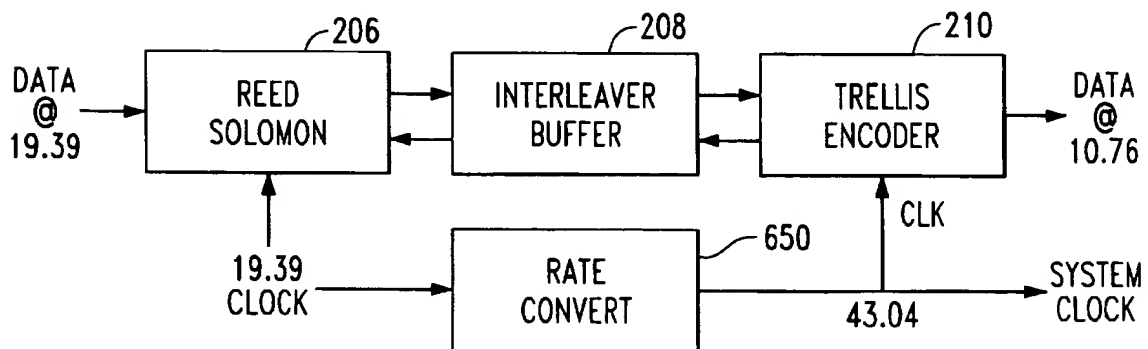 206
208
210
DATA
@
19.39
REED
SOLOMON
INTERLEAVER
BUFFER
TRELLIS
ENCODER
DATA
@
10.76
CLK
19.39
CLOCK
RATE
CONVERT
650
43.04
SYSTEM
CLOCK